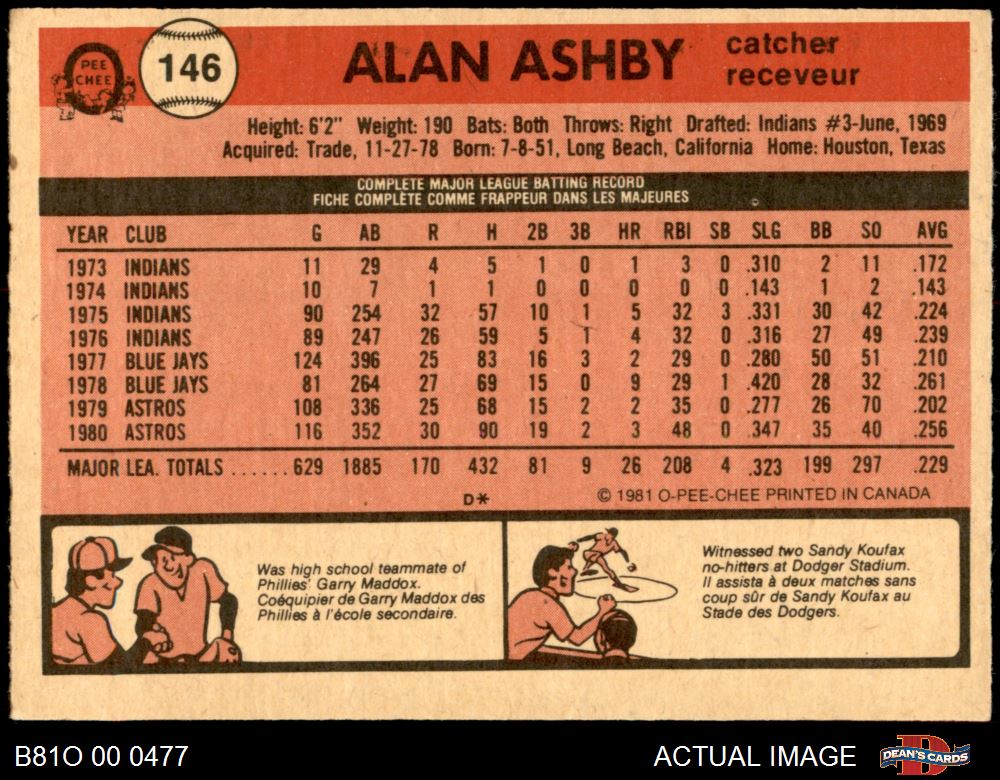 PEE
CHEE
146
ALAN ASHBY
catcher
receveur
Height: 6'2" Weight: 190 Bats: Both Throws: Right Drafted: Indians #3-June, 1969
Acquired: Trade, 11-27-78 Born: 7-8-51, Long Beach, California Home: Houston, Texas
COMPLETE MAJOR LEAGUE BATTING RECORD
FICHE COMPLÈTE COMME FRAPPEUR DANS LES MAJEURES
YEAR CLUB G AB R H 2B 3B HR RBI SB SLG BB SO AVG
1973 INDIANS 11 29 4 5 1 0 1 3 0 .310 2 11 .172
1974 INDIANS 10 7 1 1 0 0 0 0 0 .143 1 2 .143
1975 INDIANS 90 254 32 57 10 1 5 32 3 .331 30 42 .224
1976 INDIANS 89 247 26 59 5 1 4 32 0 .316 27 49 .239
1977 BLUE JAYS 124 396 25 83 16 3 2 29 0 .280 50 51 .210
1978 BLUE JAYS 81 264 27 69 15 0 9 29 1 .420 28 32 .261
1979 ASTROS 108 336 25 68 15 2 2 35 0 .277 26 70 .202
1980 ASTROS 116 352 30 90 19 2 3 48 0 .347 35 40 .256
MAJOR LEA. TOTALS ...... 629 1885 170 432 81 9 26 208 4 .323 199 297 .229
D* © 1981 O-PEE-CHEE PRINTED IN CANADA
Was high school teammate of
Phillies' Garry Maddox.
Coéquipier de Garry Maddox des
Phillies à l'école secondaire.
Witnessed two Sandy Koufax
no-hitters at Dodger Stadium.
Il assista à deux matches sans
coup sûr de Sandy Koufax au
Stade des Dodgers.
B81O 00 0477
ACTUAL IMAGE
DEAN'S CARDS